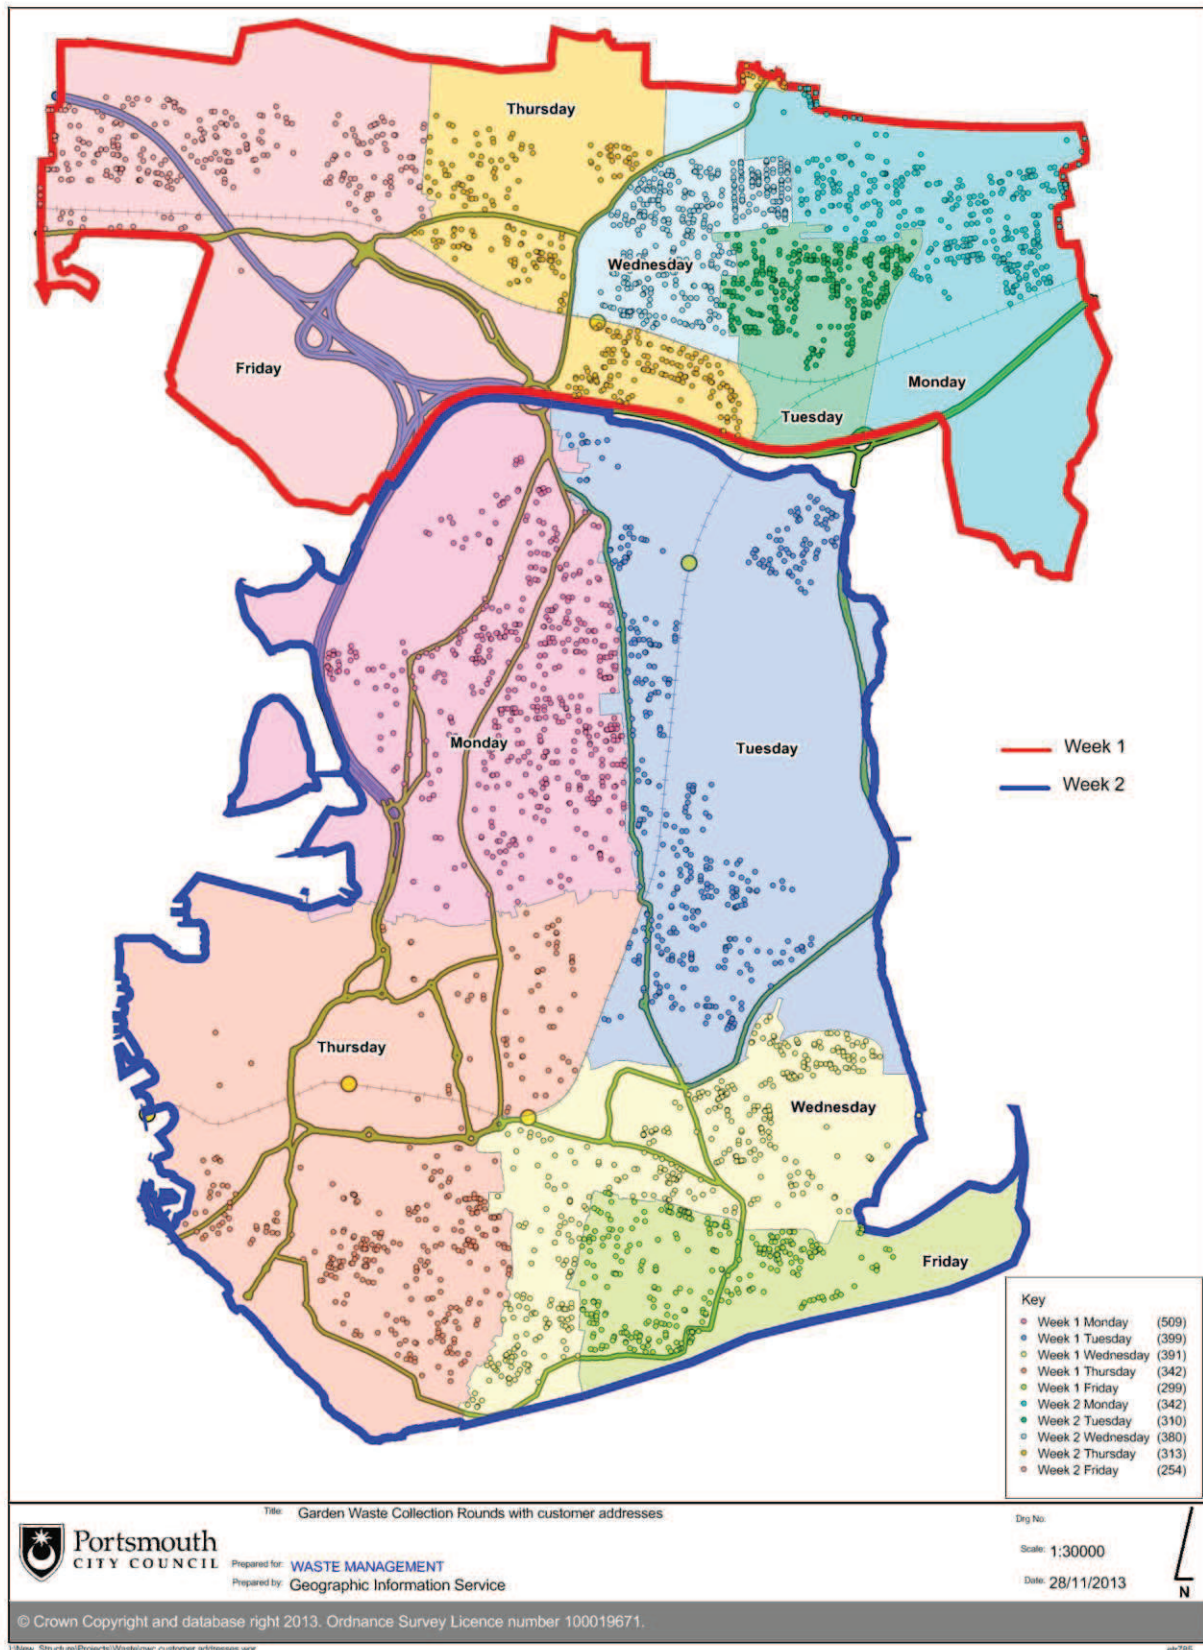 Thursday
Wednesday
Friday
Monday
Tuesday
Monday
Tuesday
Week 1
Week 2
Thursday
Wednesday
Friday
Key
Week 1 Monday (509)
Week 1 Tuesday (399)
Week 1 Wednesday (391)
Week 1 Thursday (342)
Week 1 Friday (299)
Week 2 Monday (342)
Week 2 Tuesday (310)
Week 2 Wednesday (380)
Week 2 Thursday (313)
Week 2 Friday (254)
Title: Garden Waste Collection Rounds with customer addresses
Portsmouth
CITY COUNCIL
Prepared for: WASTE MANAGEMENT
Prepared by: Geographic Information Service
Drg No.
Scale: 1:30000
Date: 28/11/2013
N
© Crown Copyright and database right 2013. Ordnance Survey Licence number 100019671.